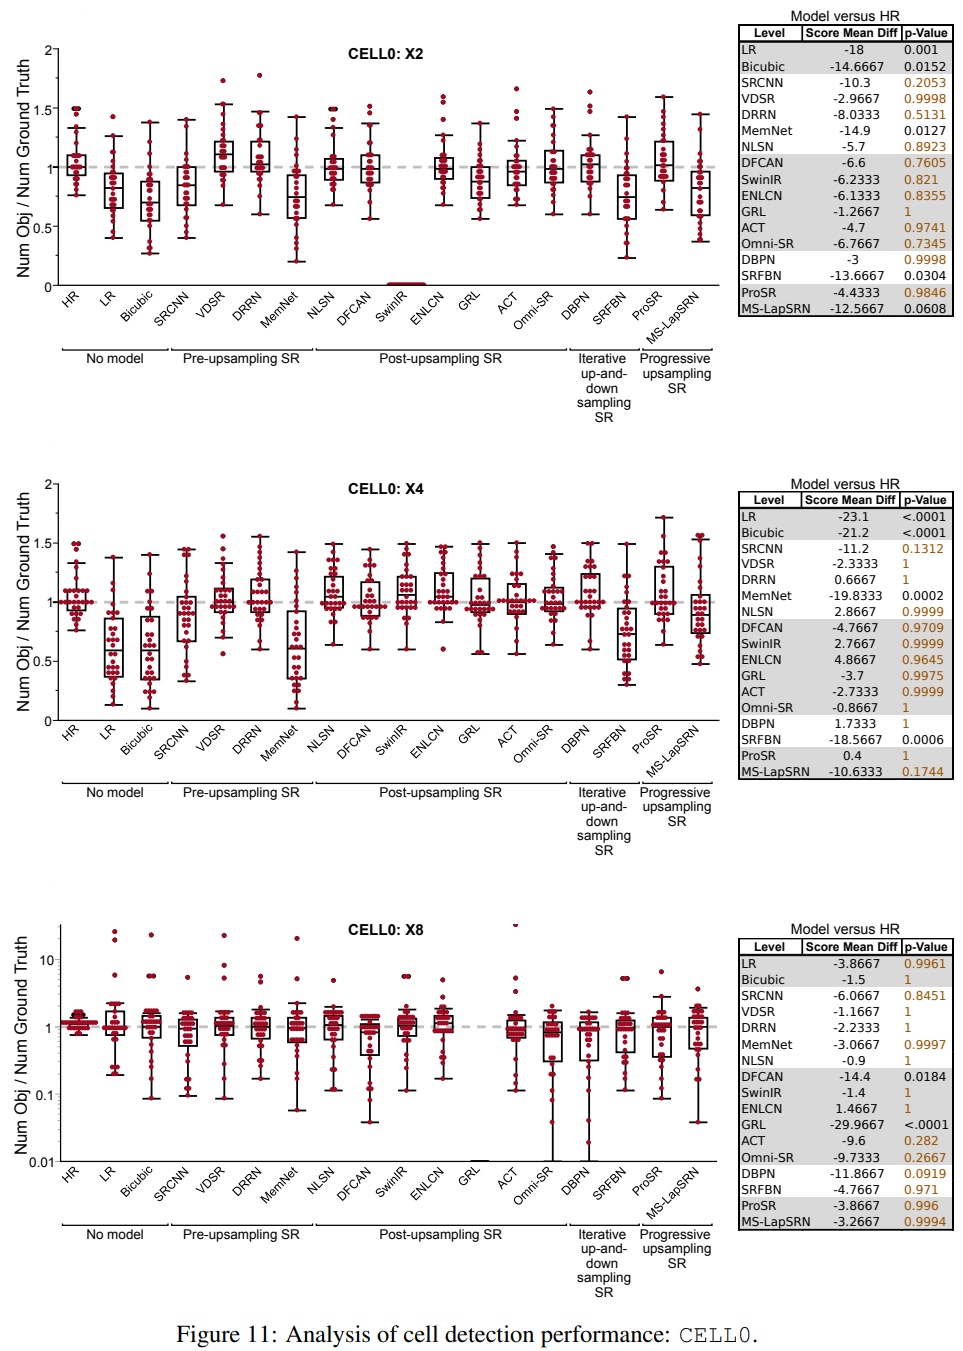 CELL0: X2
Num Obj / Num Ground Truth
2
1.5
1
0.5
0
HR LR Bicubic SRCNN VDSR DRRN MemNet NLSN DFCAN SwinIR ENLCN GRL ACT Omni-SR DBPN SRFBN ProSR MS-LapSRN
No model Pre-upsampling SR Post-upsampling SR Iterative up-and-down sampling SR Progressive upsampling SR
Model versus HR
Level Score Mean Diff p-Value
LR -18 0.001
Bicubic -14.6667 0.0152
SRCNN -10.3 0.2053
VDSR -2.9667 0.9998
DRRN -8.0333 0.5131
MemNet -14.9 0.0127
NLSN -5.7 0.8923
DFCAN -6.6 0.7605
SwinIR -6.2333 0.821
ENLCN -6.1333 0.8355
GRL -1.2667 1
ACT -4.7 0.9741
Omni-SR -6.7667 0.7345
DBPN -3 0.9998
SRFBN -13.6667 0.0304
ProSR -4.4333 0.9846
MS-LapSRN -12.5667 0.0608
CELL0: X4
Num Obj / Num Ground Truth
2
1.5
1
0.5
0
HR LR Bicubic SRCNN VDSR DRRN MemNet NLSN DFCAN SwinIR ENLCN GRL ACT Omni-SR DBPN SRFBN ProSR MS-LapSRN
No model Pre-upsampling SR Post-upsampling SR Iterative up-and-down sampling SR Progressive upsampling SR
Model versus HR
Level Score Mean Diff p-Value
LR -23.1 <.0001
Bicubic -21.2 <.0001
SRCNN -11.2 0.1312
VDSR -2.3333 1
DRRN 0.6667 1
MemNet -19.8333 0.0002
NLSN 2.8667 0.9999
DFCAN -4.7667 0.9709
SwinIR 2.7667 0.9999
ENLCN 4.8667 0.9645
GRL -3.7 0.9975
ACT -2.7333 0.9999
Omni-SR -0.8667 1
DBPN 1.7333 1
SRFBN -18.5667 0.0006
ProSR 0.4 1
MS-LapSRN -10.6333 0.1744
CELL0: X8
Num Obj / Num Ground Truth
10
1
0.1
0.01
HR LR Bicubic SRCNN VDSR DRRN MemNet NLSN DFCAN SwinIR ENLCN GRL ACT Omni-SR DBPN SRFBN ProSR MS-LapSRN
No model Pre-upsampling SR Post-upsampling SR Iterative up-and-down sampling SR Progressive upsampling SR
Model versus HR
Level Score Mean Diff p-Value
LR -3.8667 0.9961
Bicubic -1.5 1
SRCNN -6.0667 0.8451
VDSR -1.1667 1
DRRN -2.2333 1
MemNet -3.0667 0.9997
NLSN -0.9 1
DFCAN -14.4 0.0184
SwinIR -1.4 1
ENLCN 1.4667 1
GRL -29.9667 <.0001
ACT -9.6 0.282
Omni-SR -9.7333 0.2667
DBPN -11.8667 0.0919
SRFBN -4.7667 0.971
ProSR -3.8667 0.996
MS-LapSRN -3.2667 0.9994
Figure 11: Analysis of cell detection performance: CELL0.